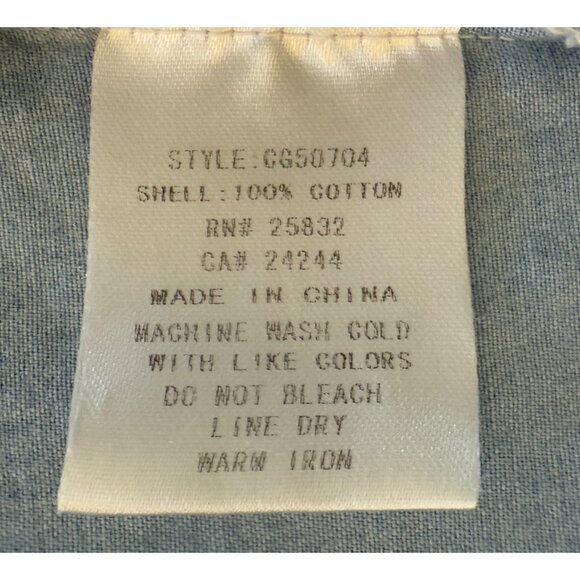 STYLE:CG50704
SHELL:100% COTTON
RN# 25832
CA# 24244
MADE IN CHINA
MACHINE WASH COLD
WITH LIKE COLORS
DO NOT BLEACH
LINE DRY
WARM IRON